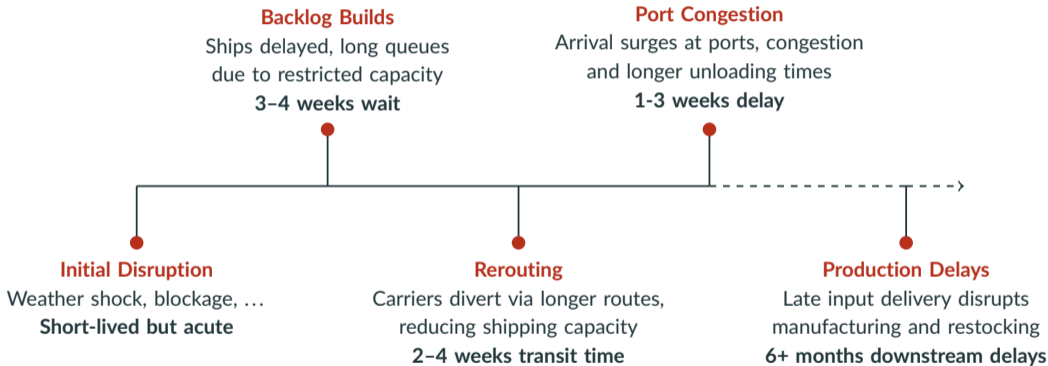 Backlog Builds
Ships delayed, long queues
due to restricted capacity
3–4 weeks wait
Port Congestion
Arrival surges at ports, congestion
and longer unloading times
1-3 weeks delay
Initial Disruption
Weather shock, blockage, …
Short-lived but acute
Rerouting
Carriers divert via longer routes,
reducing shipping capacity
2–4 weeks transit time
Production Delays
Late input delivery disrupts
manufacturing and restocking
6+ months downstream delays